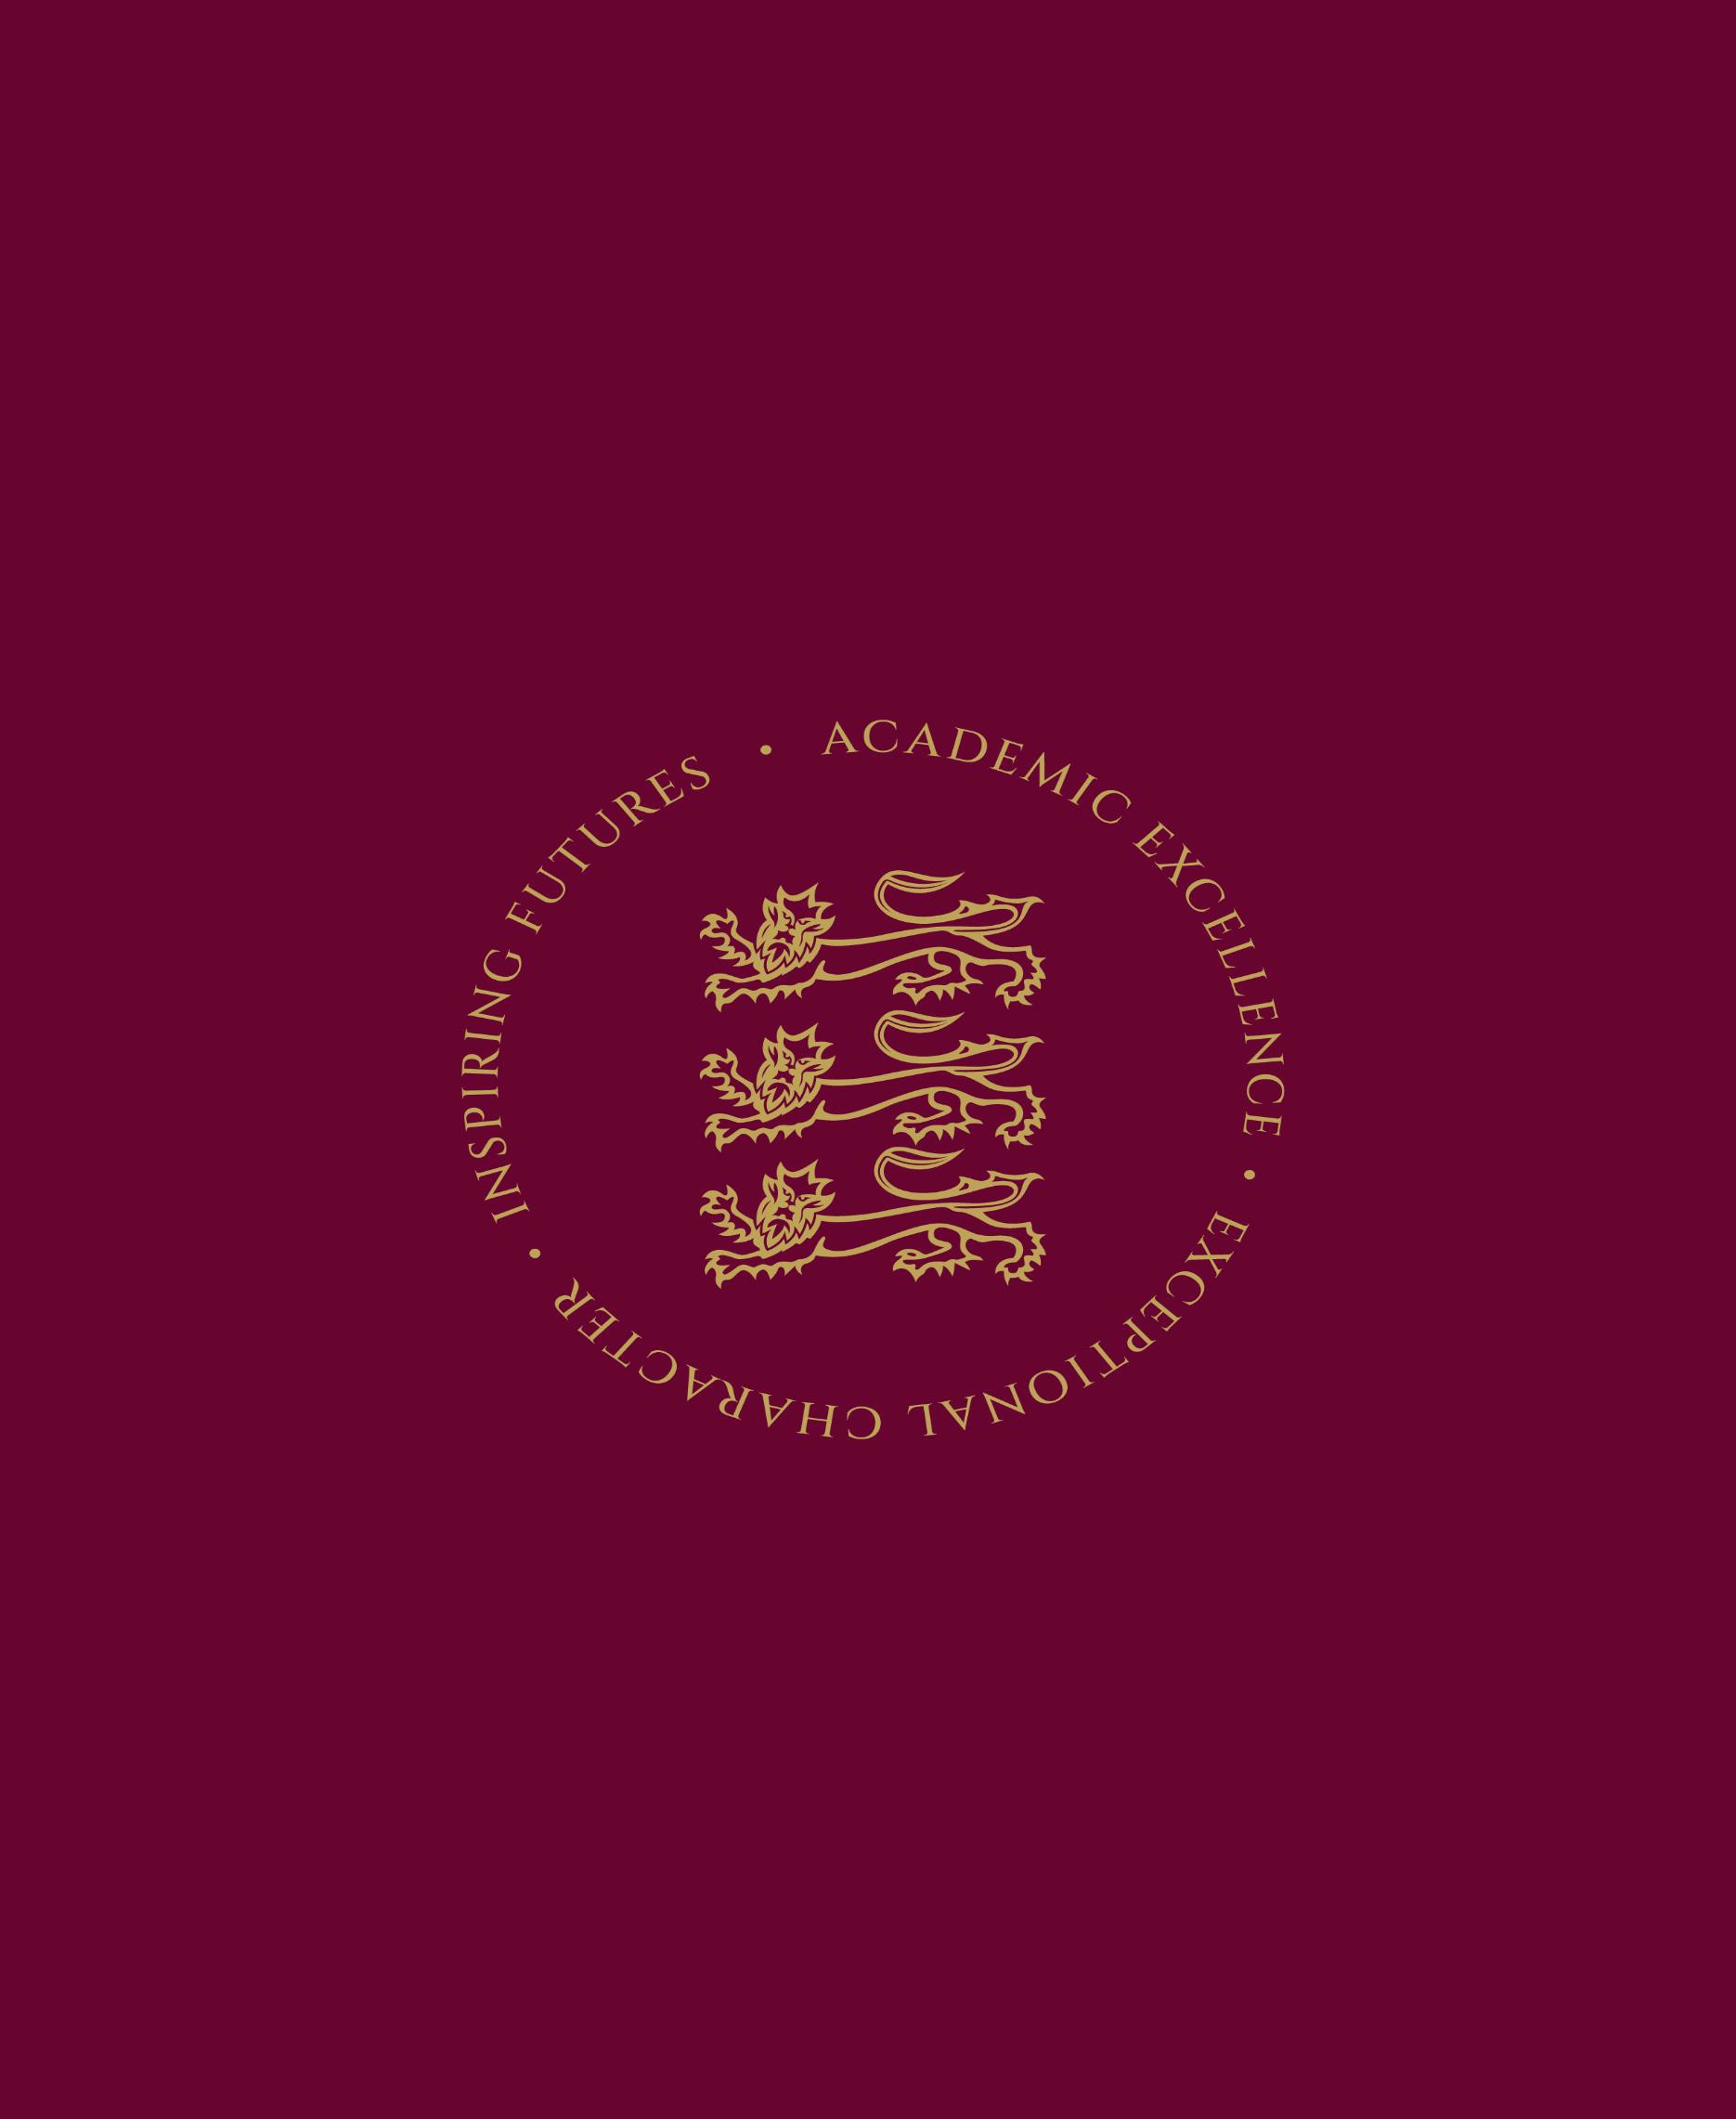 ACADEMIC EXCELLENCE • EXCEPTIONAL CHARACTER • INSPIRING FUTURES •